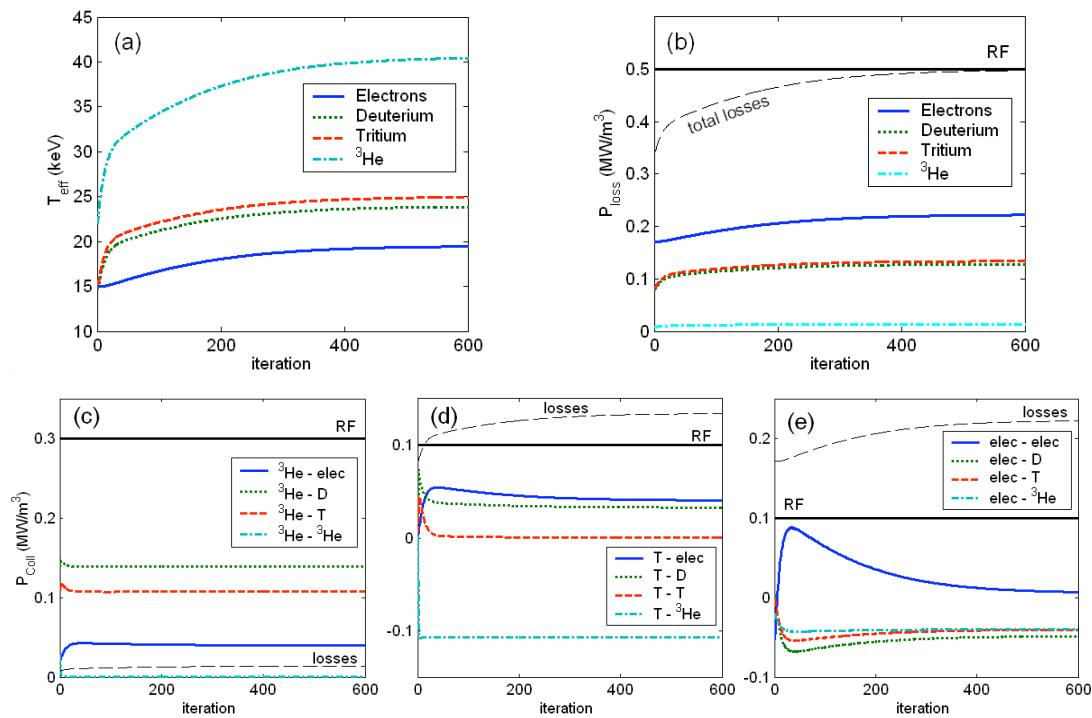 (a)
45
40
35
30
25
20
15
10
T_eff (keV)
Electrons
Deuterium
Tritium
³He
0
200
400
600
iteration
(b)
RF
0.5
0.4
0.3
0.2
0.1
0
P_loss (MW/m³)
total losses
Electrons
Deuterium
Tritium
³He
0
200
400
600
iteration
(c)
RF
0.3
0.2
0.1
0
P_Coll (MW/m³)
³He - elec
³He - D
³He - T
³He - ³He
losses
0
200
400
600
iteration
(d)
losses
RF
0.1
0
-0.1
T - elec
T - D
T - T
T - ³He
0
200
400
600
iteration
(e)
losses
0.2
elec - elec
elec - D
elec - T
elec - ³He
RF
0.1
0
-0.1
0
200
400
600
iteration